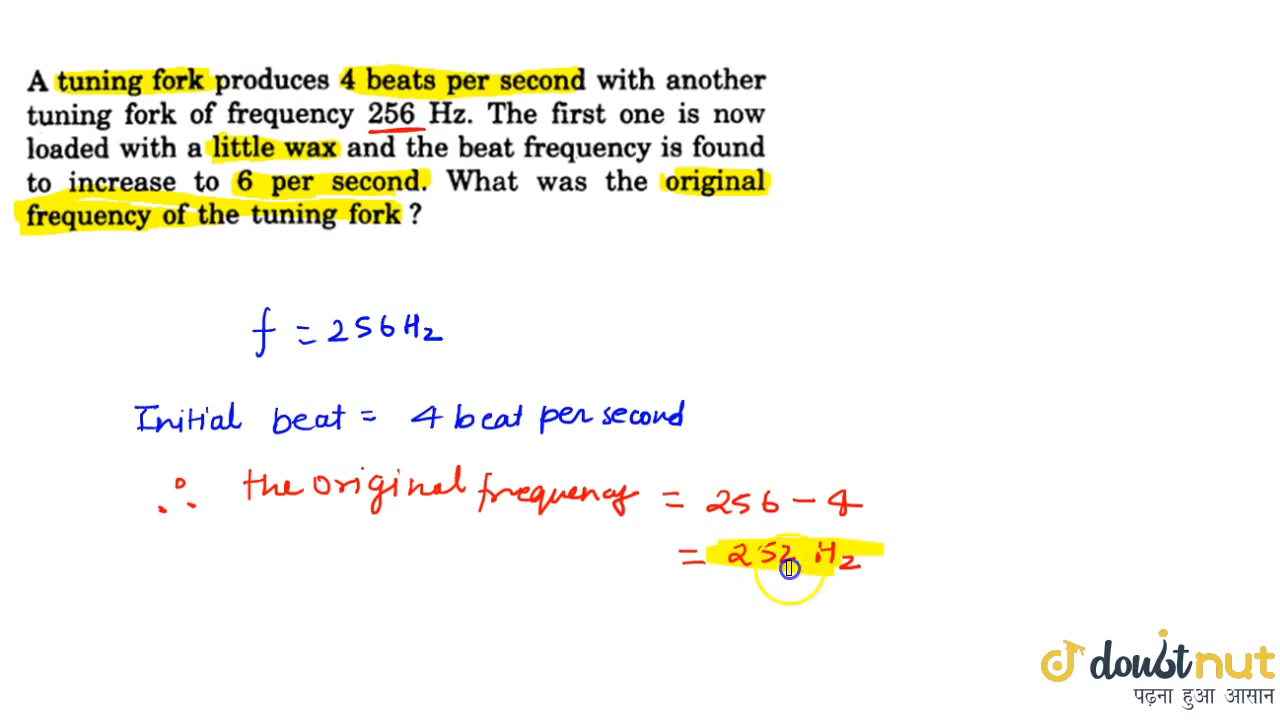 A tuning fork produces 4 beats per second with another
tuning fork of frequency 256 Hz. The first one is now
loaded with a little wax and the beat frequency is found
to increase to 6 per second. What was the original
frequency of the tuning fork ?
f = 256 Hz
Initial beat = 4 beat per second
∴ the original frequency = 256 - 4
= 252 Hz
doubtnut
पढ़ना हुआ आसान